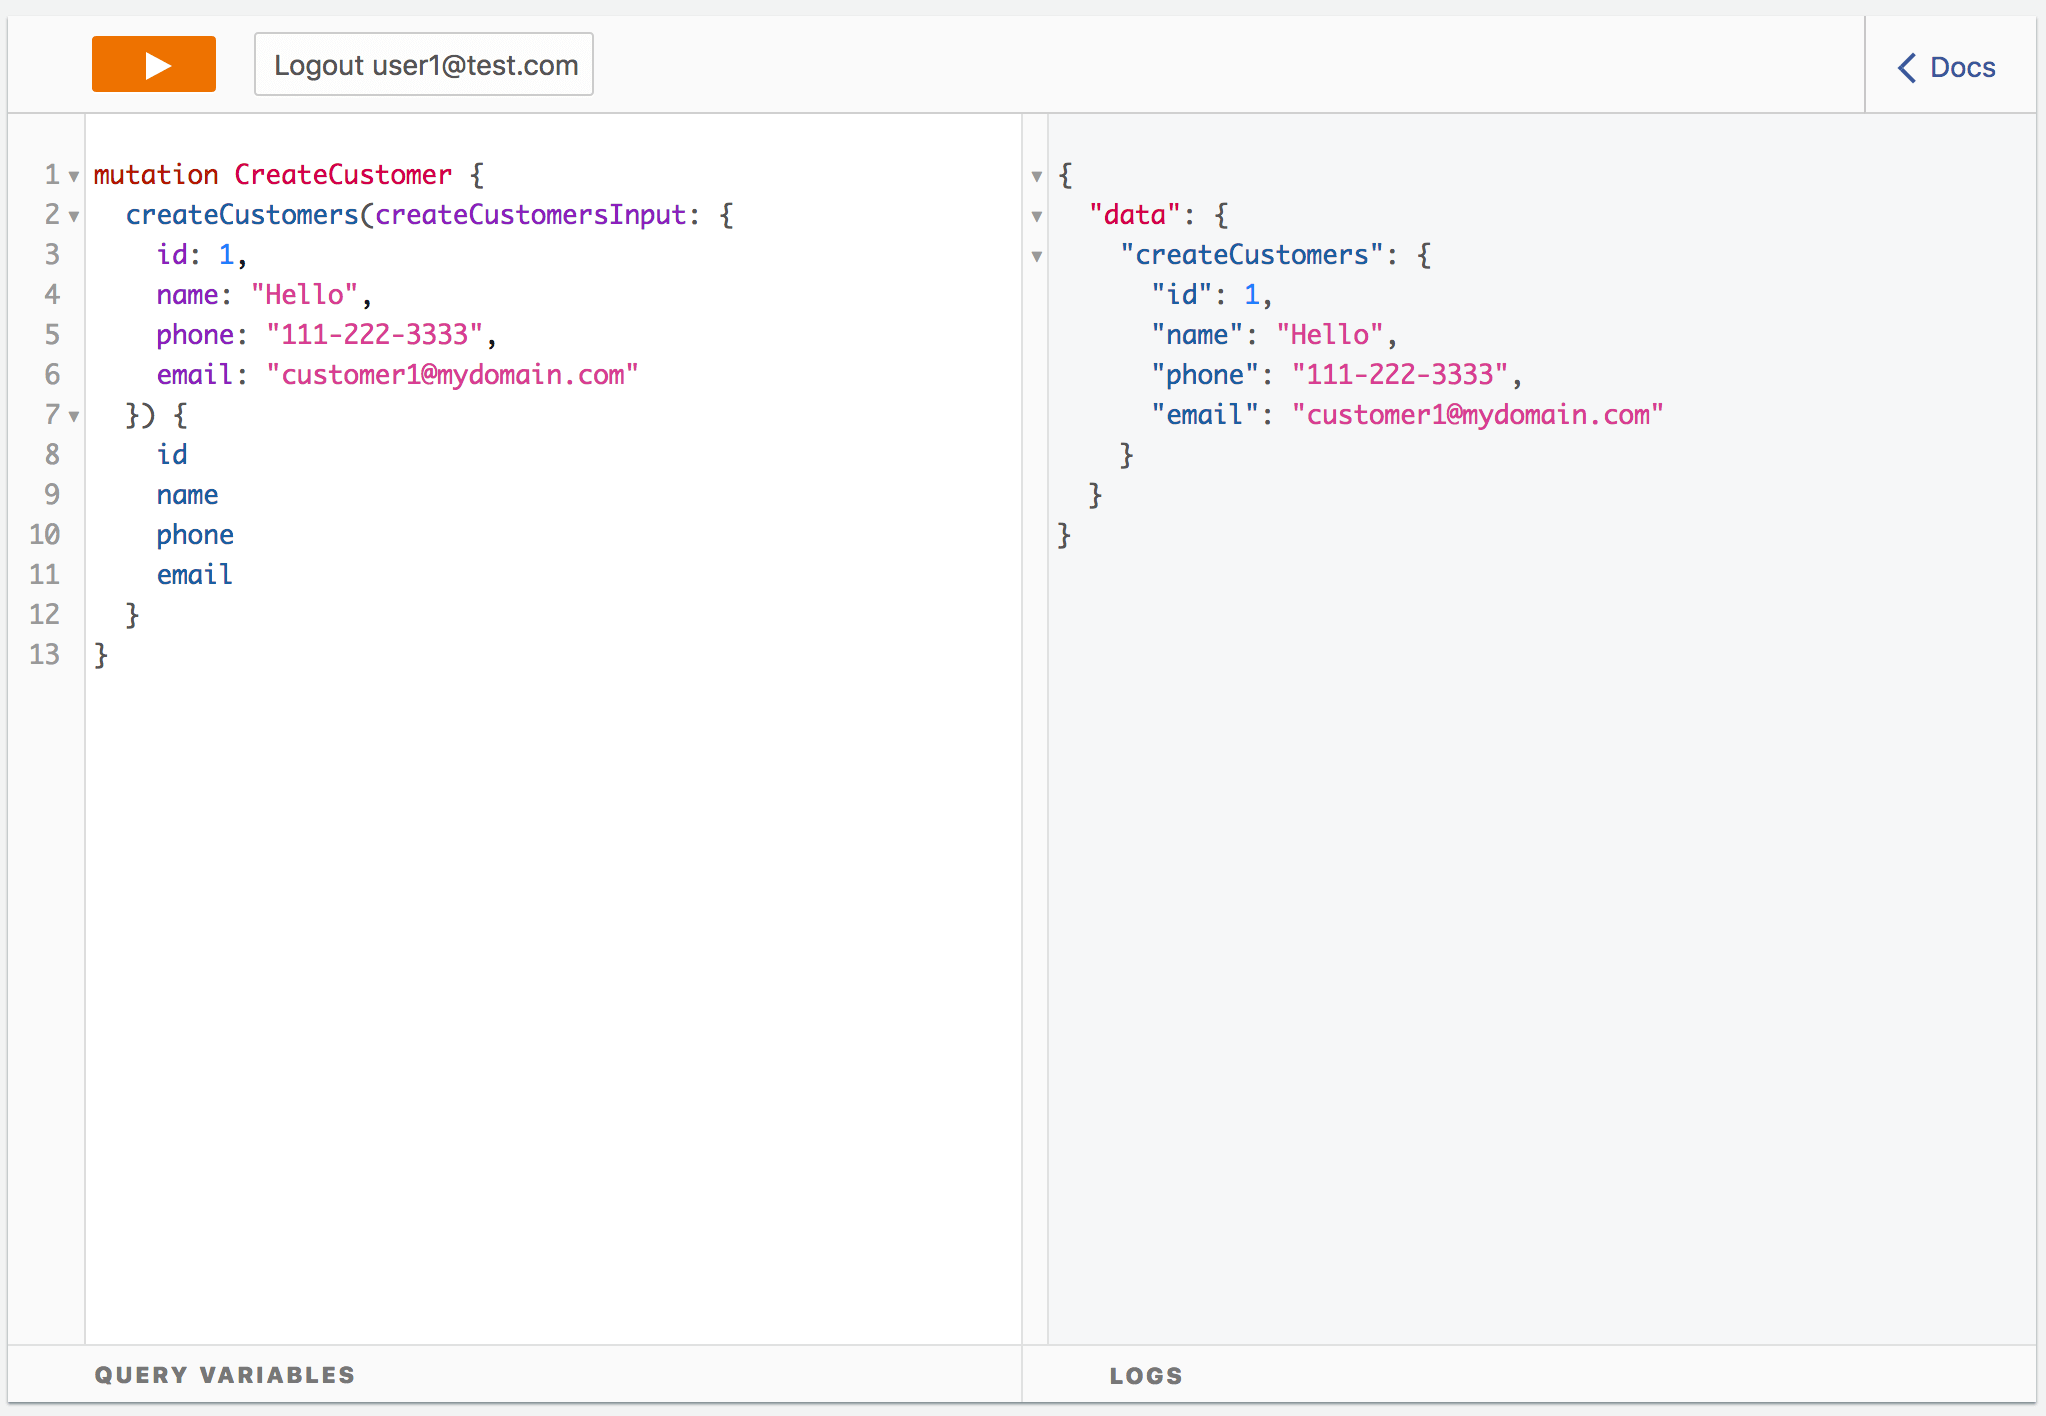 Logout user1@test.com
Docs
1 mutation CreateCustomer {
2 createCustomers(createCustomersInput: {
3 id: 1,
4 name: "Hello",
5 phone: "111-222-3333",
6 email: "customer1@mydomain.com"
7 }) {
8 id
9 name
10 phone
11 email
12 }
13 }
{
"data": {
"createCustomers": {
"id": 1,
"name": "Hello",
"phone": "111-222-3333",
"email": "customer1@mydomain.com"
}
}
}
QUERY VARIABLES
LOGS